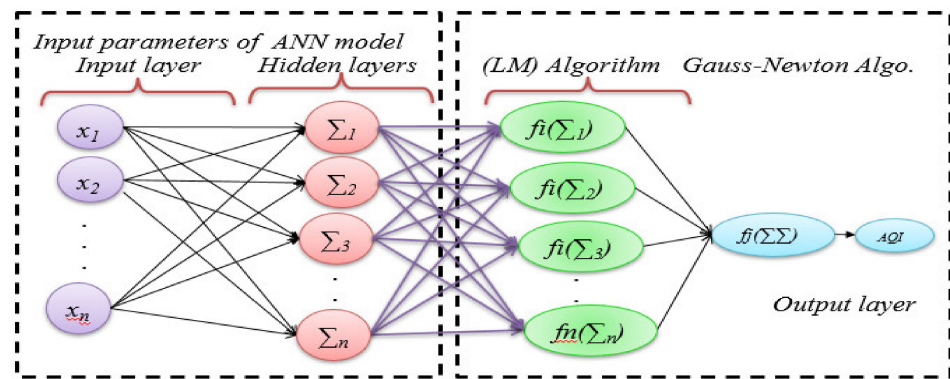 Input parameters of ANN model
Input layer
Hidden layers
(LM) Algorithm
Gauss-Newton Algo.
x1
x2
.
.
xn
∑1
∑2
∑3
.
.
∑n
fi(∑1)
fi(∑2)
fi(∑3)
.
.
fn(∑n)
fj(∑∑)
AQI
Output layer